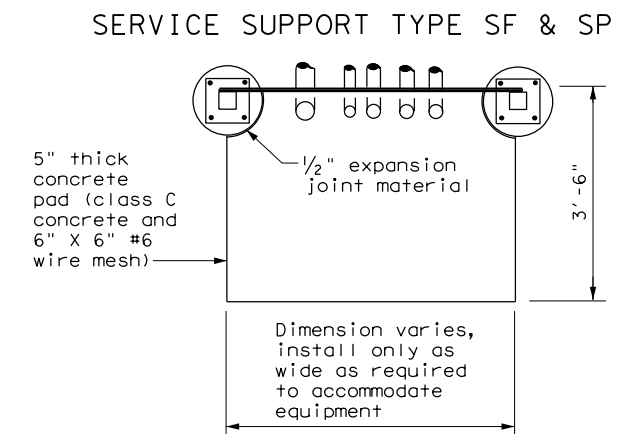 SERVICE SUPPORT TYPE SF & SP
5" thick
concrete
pad (class C
concrete and
6" X 6" #6
wire mesh)
1/2" expansion
joint material
3'-6"
Dimension varies,
install only as
wide as required
to accommodate
equipment